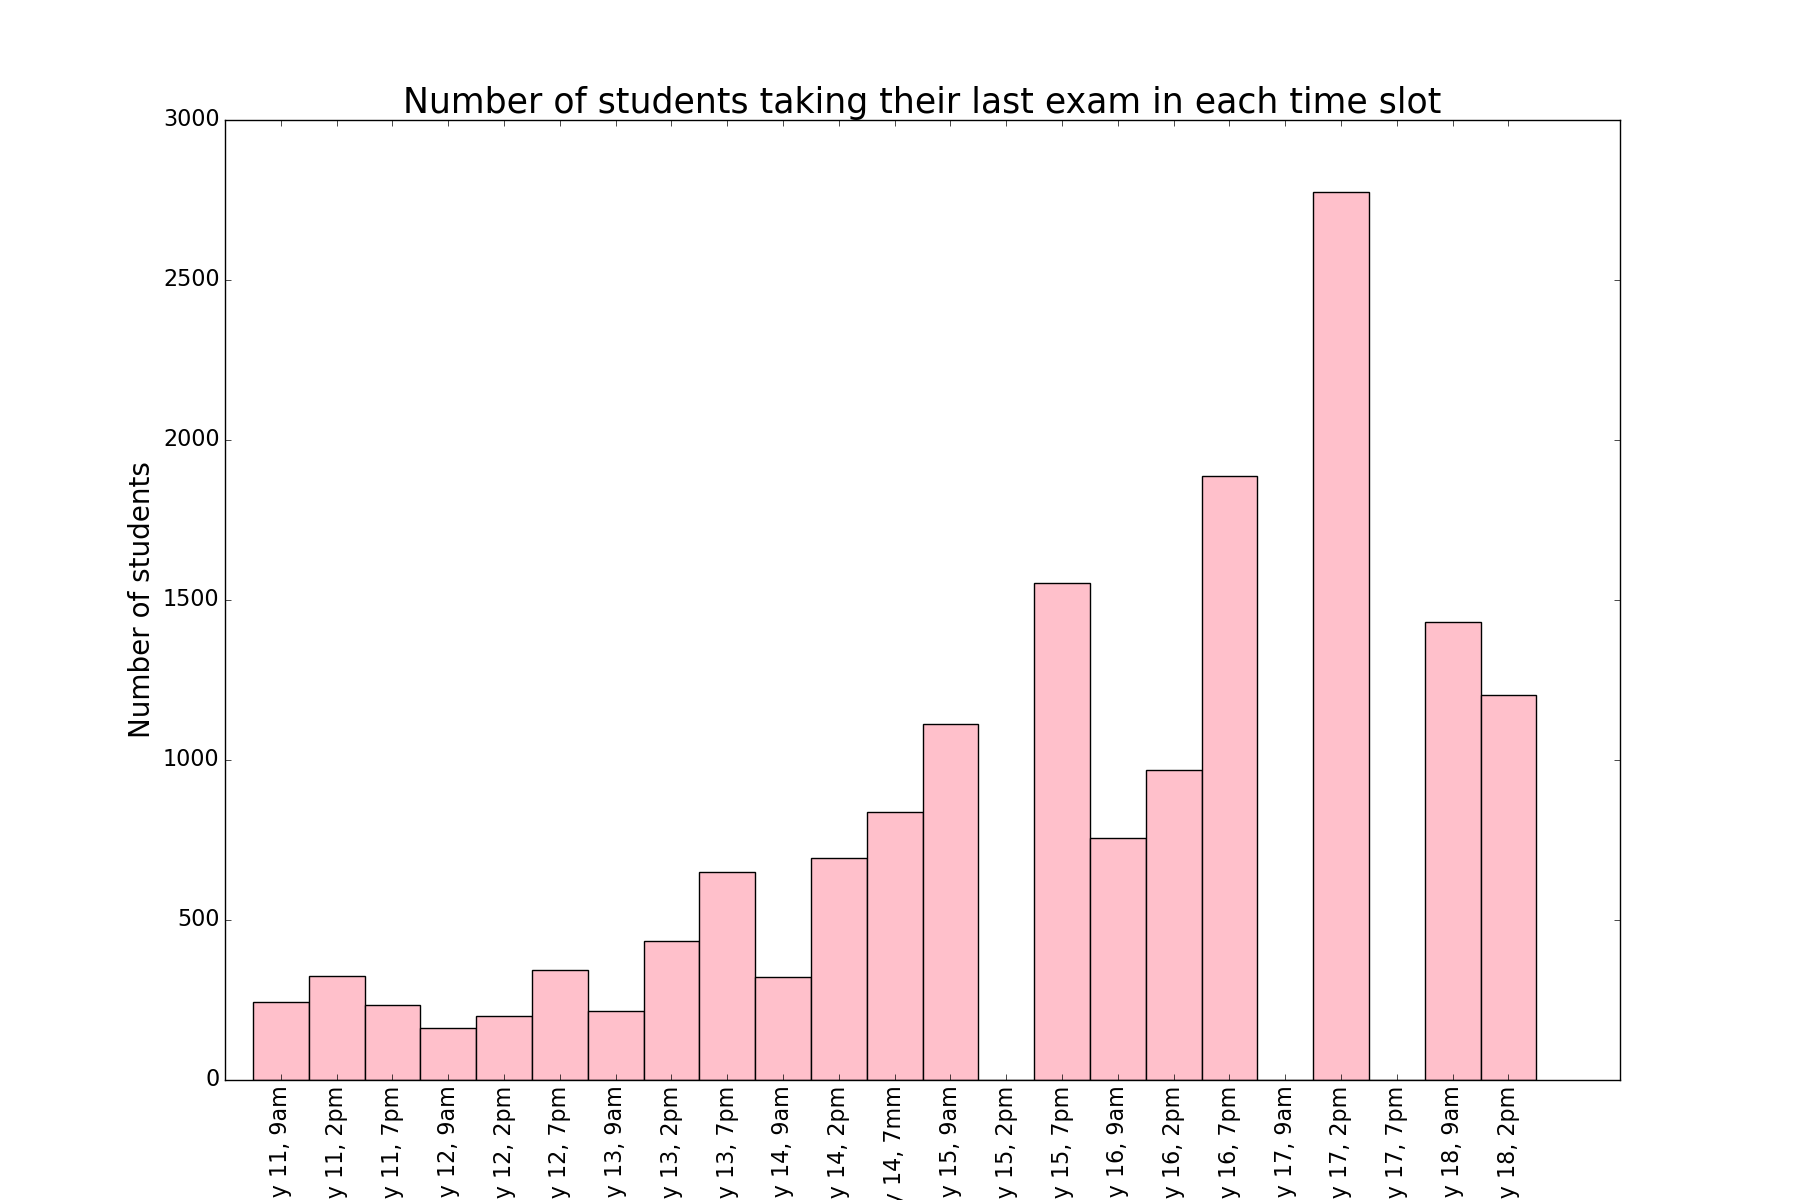 Number of students taking their last exam in each time slot
3000
2500
2000
1500
1000
500
0
Number of students
y 11, 9am
y 11, 2pm
y 11, 7pm
y 12, 9am
y 12, 2pm
y 12, 7pm
y 13, 9am
y 13, 2pm
y 13, 7pm
y 14, 9am
y 14, 2pm
y 14, 7mm
y 15, 9am
y 15, 2pm
y 15, 7pm
y 16, 9am
y 16, 2pm
y 16, 7pm
y 17, 9am
y 17, 2pm
y 17, 7pm
y 18, 9am
y 18, 2pm